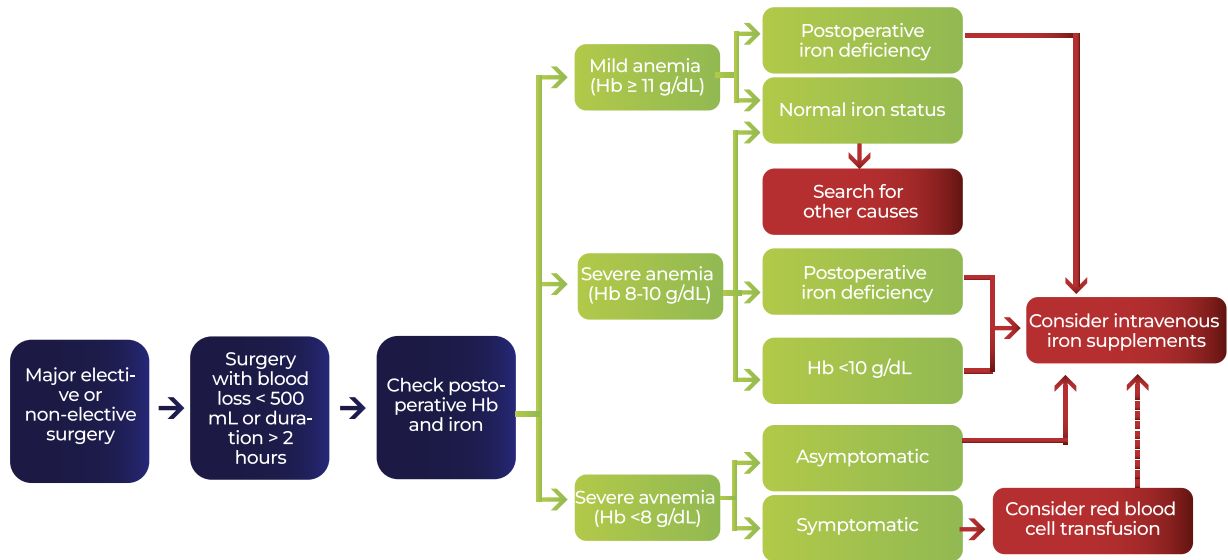 Major electi-
ve or
non-elective
surgery
Surgery
with blood
loss < 500
mL or dura-
tion > 2
hours
Check posto-
perative Hb
and iron
Mild anemia
(Hb ≥ 11 g/dL)
Severe anemia
(Hb 8-10 g/dL)
Severe avnemia
(Hb <8 g/dL)
Postoperative
iron deficiency
Normal iron status
Search for
other causes
Postoperative
iron deficiency
Hb <10 g/dL
Asymptomatic
Symptomatic
Consider intravenous
iron supplements
Consider red blood
cell transfusion